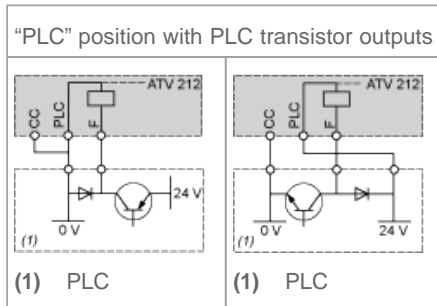 “PLC” position with PLC transistor outputs
ATV 212
CC
PLC
F
24 V
0 V
(1)
(1) PLC
ATV 212
CC
PLC
F
0 V
24 V
(1)
(1) PLC